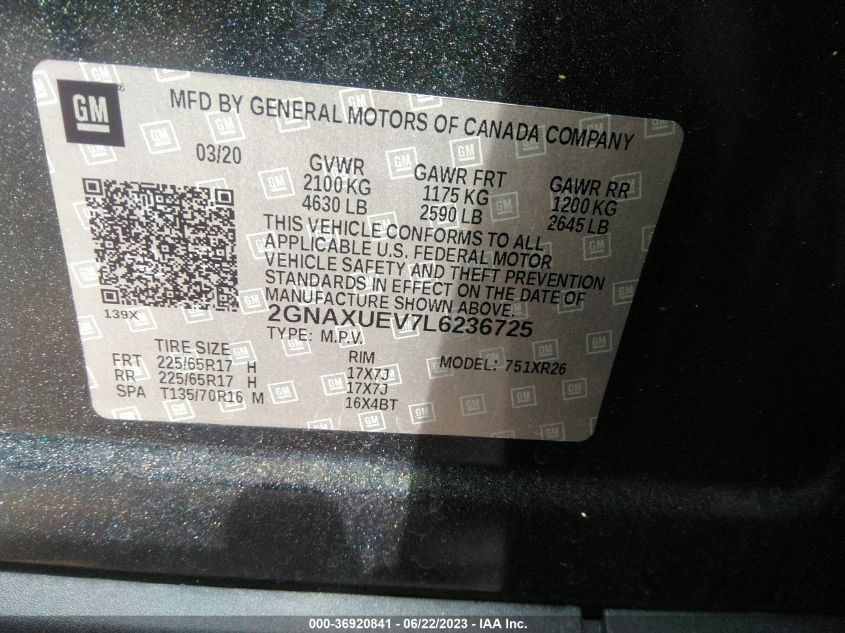 GM
MFD BY GENERAL MOTORS OF CANADA COMPANY
03/20
GVWR
2100 KG
4630 LB
GAWR FRT
1175 KG
2590 LB
GAWR RR
1200 KG
2645 LB
THIS VEHICLE CONFORMS TO ALL
APPLICABLE U.S. FEDERAL MOTOR
VEHICLE SAFETY AND THEFT PREVENTION
STANDARDS IN EFFECT ON THE DATE OF
MANUFACTURE SHOWN ABOVE.
139X
2GNAXUEV7L6236725
TYPE: M.P.V.
MODEL: 751XR26
TIRE SIZE
RIM
FRT 225/65R17 H 17X7J
RR 225/65R17 H 17X7J
SPA T135/70R16 M 16X4BT
000-36920841 - 06/22/2023 - IAA Inc.